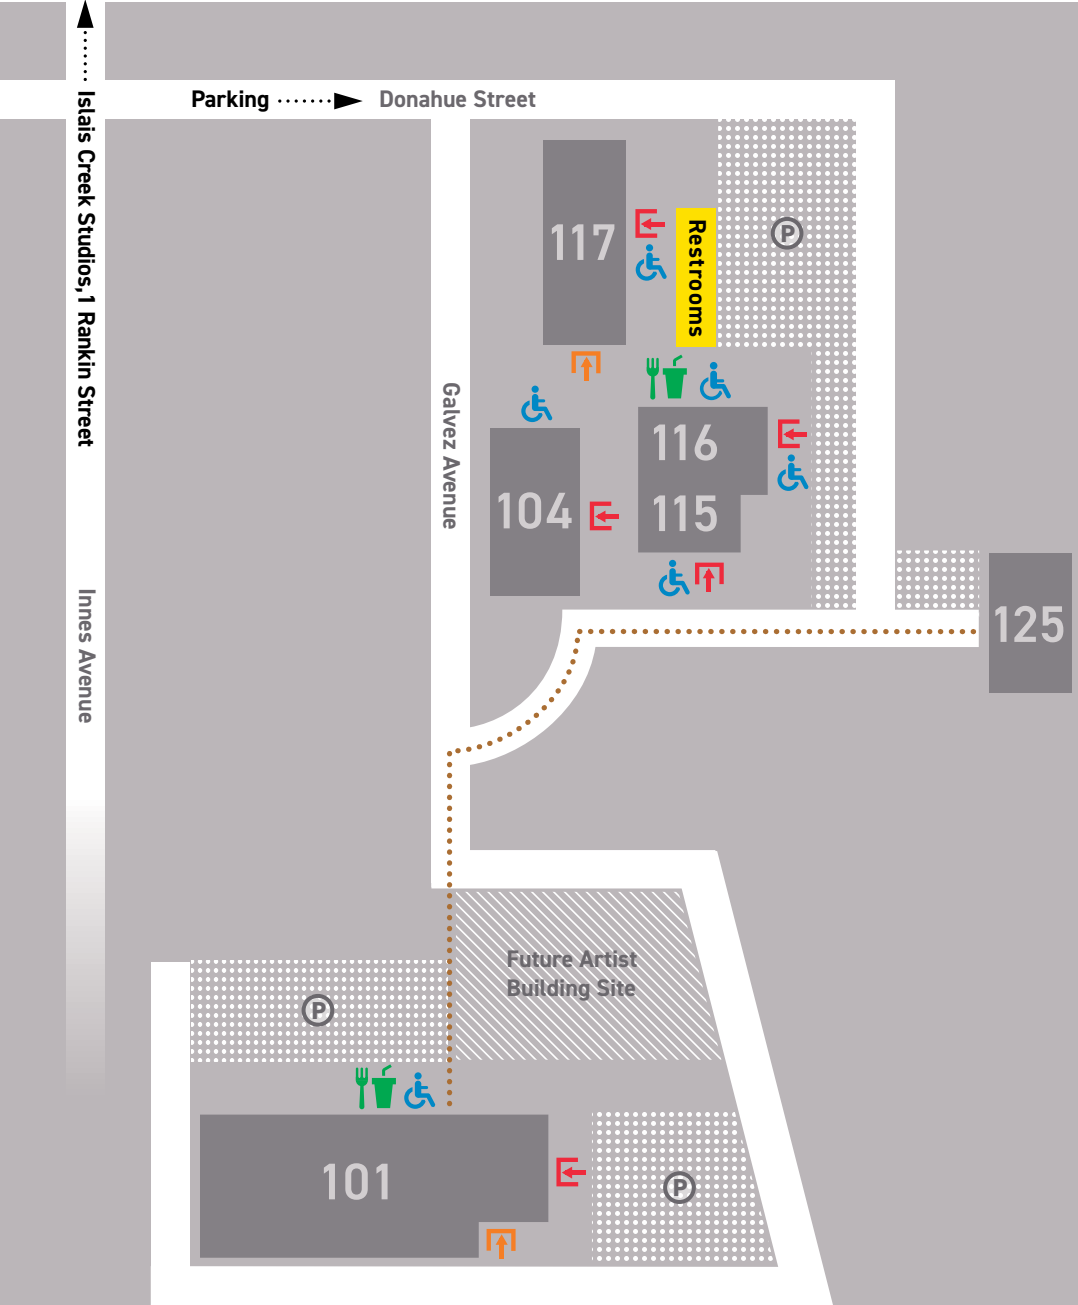 Islais Creek Studios,1 Rankin Street
Parking
Donahue Street
117
Restrooms
P
Galvez Avenue
116
104
115
Innes Avenue
125
Future Artist
Building Site
P
101
P